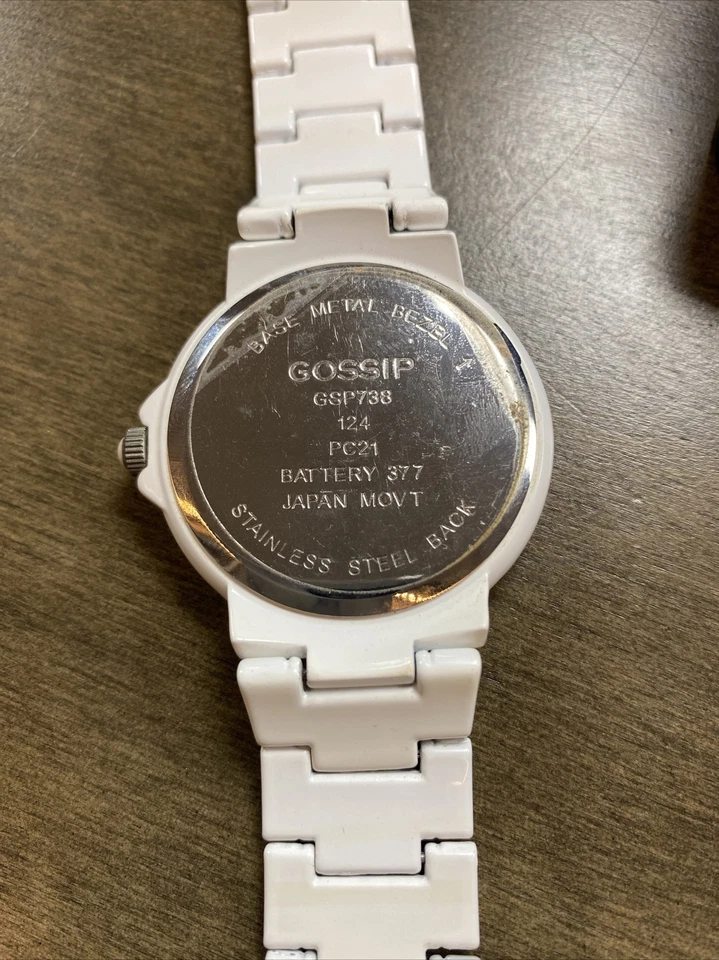 BASE METAL BEZEL
GOSSIP
GSP738
124
PC21
BATTERY 377
JAPAN MOVT
STAINLESS STEEL BACK